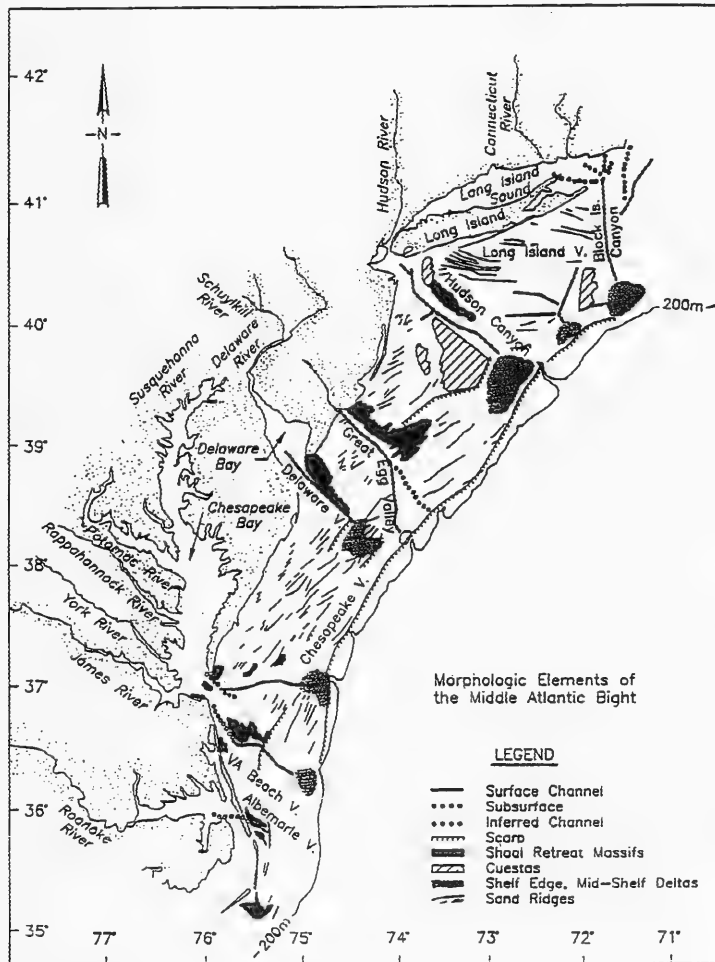 42°
41°
40°
39°
38°
37°
36°
35°
77°
76°
75°
74°
73°
72°
71°
N
Connecticut River
Hudson River
Long Island Sound
Long Island
Long Island V.
Block Is. Canyon
Hudson Canyon
200m
Schuylkill River
Delaware River
Susquehanna River
Delaware Bay
Great Egg Valley
Delaware V.
Chesapeake Bay
Potomac River
Rappahannock River
York River
James River
Chesapeake V.
VA Beach V.
Albemarle V.
Roanoke River
200m
Morphologic Elements of
the Middle Atlantic Bight
LEGEND
Surface Channel
Subsurface
Inferred Channel
Scarp
Shoal Retreat Massifs
Cuestas
Shelf Edge, Mid-Shelf Deltas
Sand Ridges